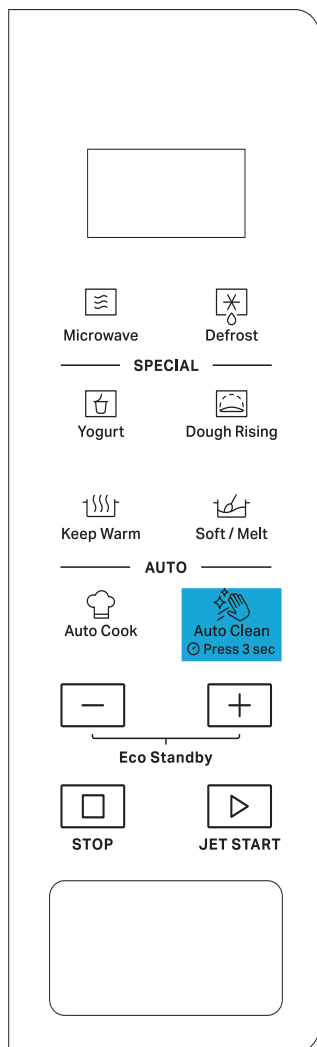 Microwave Defrost
SPECIAL
Yogurt Dough Rising
Keep Warm Soft / Melt
AUTO
Auto Cook Auto Clean
Press 3 sec
Eco Standby
STOP JET START